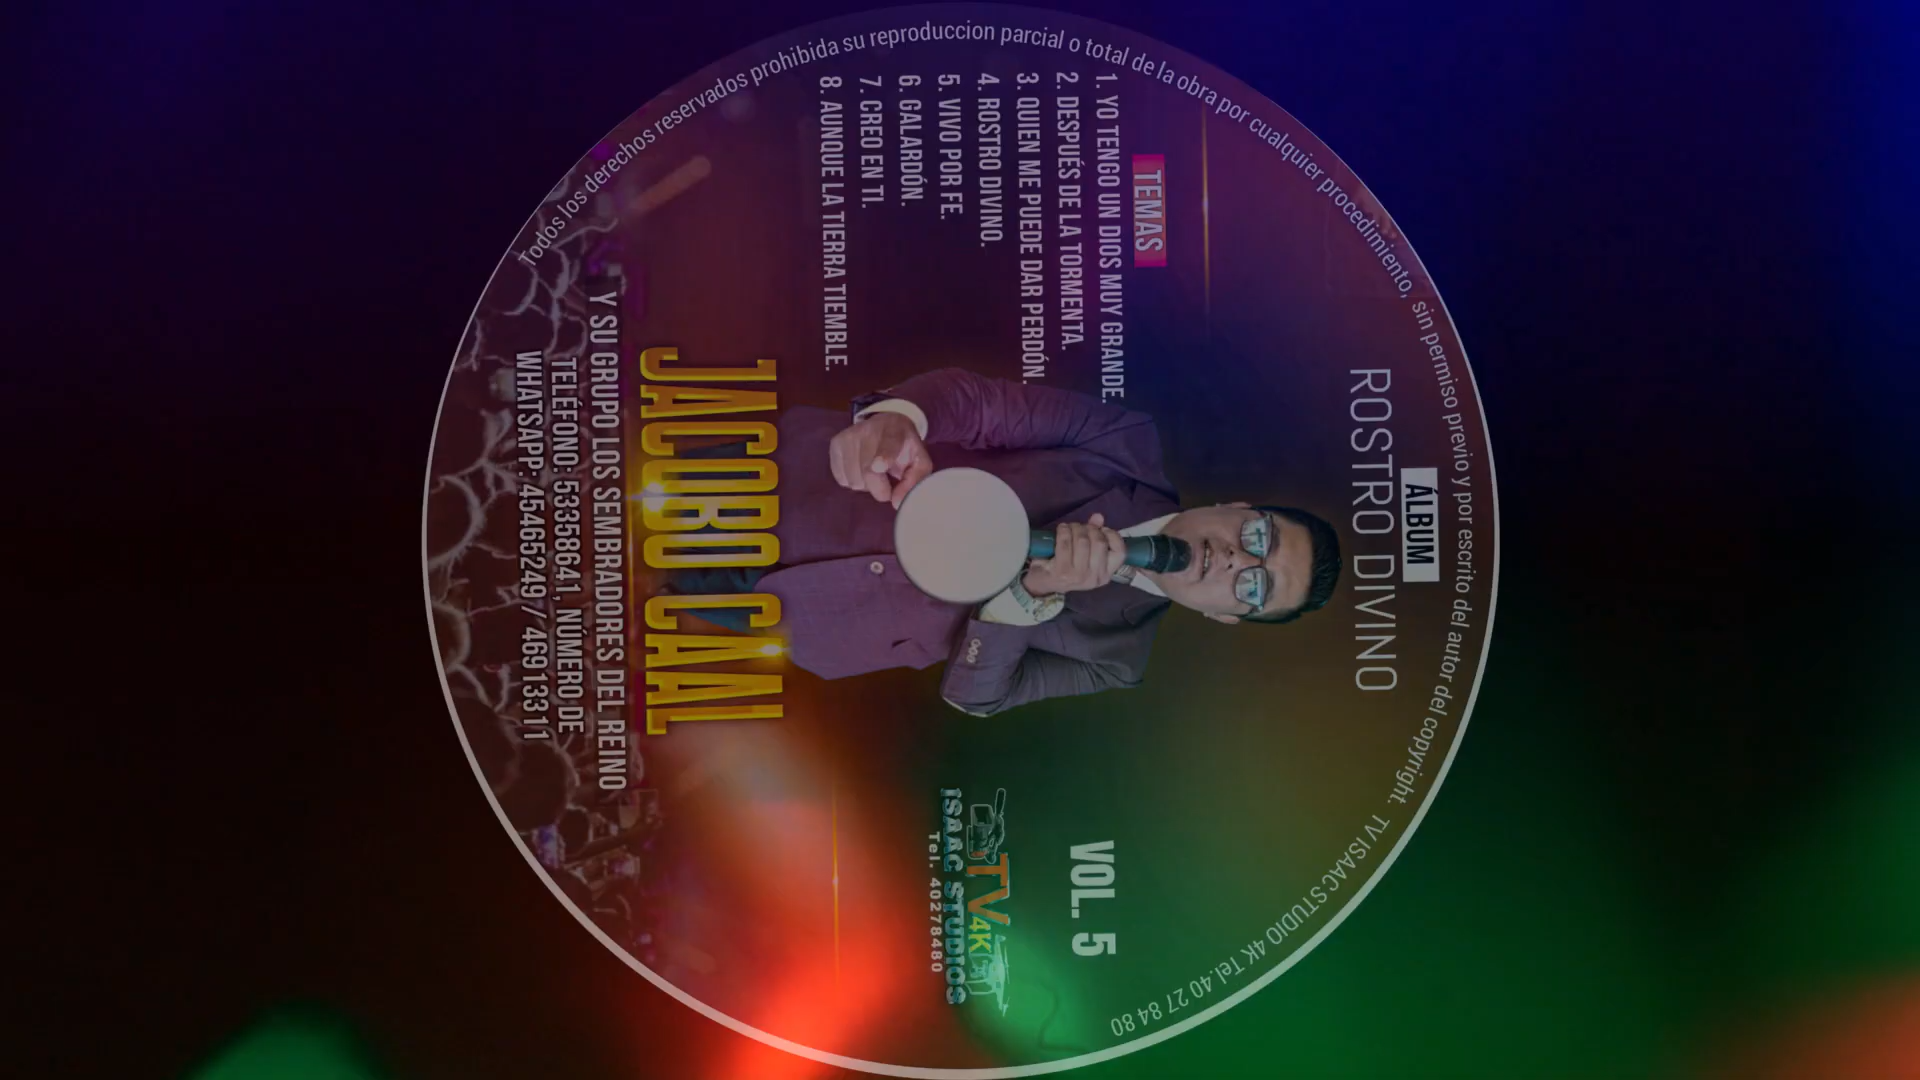 Todos los derechos reservados prohibida su reproduccion parcial o total de la obra por cualquier procedimiento, sin permiso previo y por escrito del autor del copyright. TV ISAAC STUDIO 4K Tel.40 27 84 80
ÁLBUM
ROSTRO DIVINO
TEMAS
1. YO TENGO UN DIOS MUY GRANDE.
2. DESPUÉS DE LA TORMENTA.
3. QUIEN ME PUEDE DAR PERDÓN.
4. ROSTRO DIVINO.
5. VIVO POR FE.
6. GALARDÓN.
7. CREO EN TI.
8. AUNQUE LA TIERRA TIEMBLE.
VOL. 5
TV 4K
ISAAC STUDIOS
Tel. 40278480
JACOBO CAAL
Y SU GRUPO LOS SEMBRADORES DEL REINO
TELÉFONO: 53358641, NÚMERO DE
WHATSAPP: 45465249 / 46913311